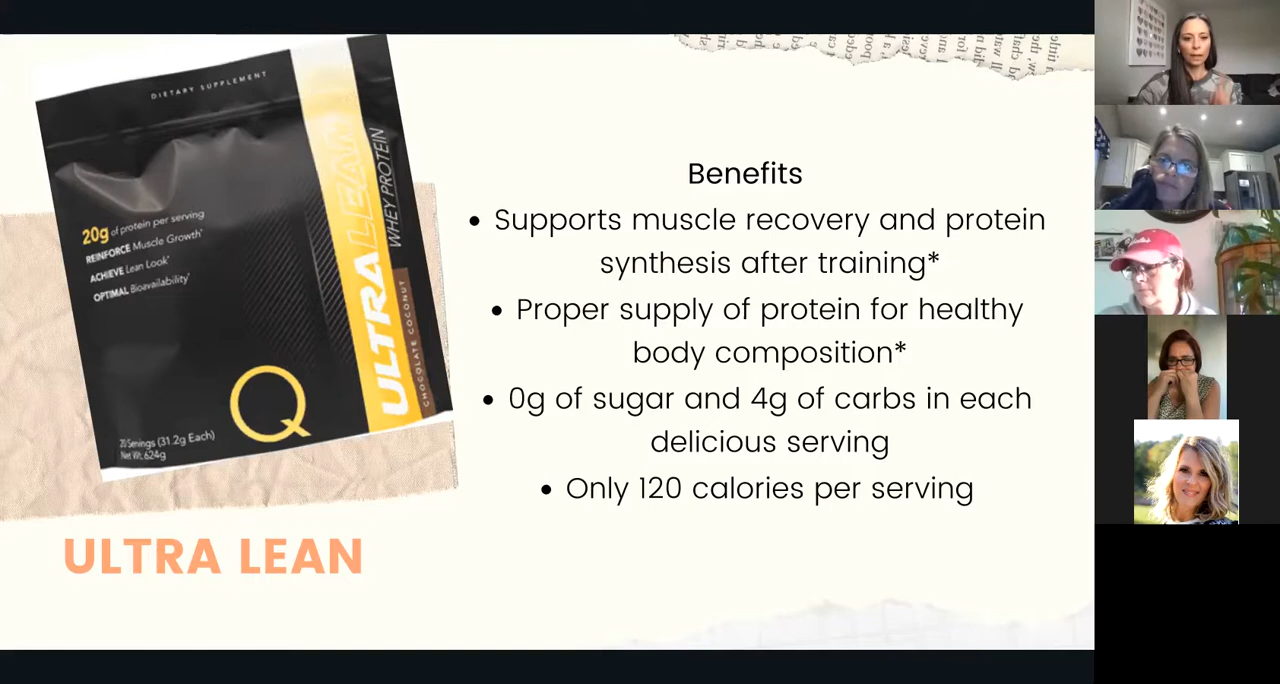 DIETARY SUPPLEMENT
20g of protein per serving
REINFORCE Muscle Growth*
ACHIEVE Lean Look*
OPTIMAL Bioavailability*
ULTRALEAN
WHEY PROTEIN
CHOCOLATE COCONUT
Q
20 Servings (31.2g Each)
Net Wt. 624g
ULTRA LEAN
Benefits
• Supports muscle recovery and protein
synthesis after training*
• Proper supply of protein for healthy
body composition*
• 0g of sugar and 4g of carbs in each
delicious serving
• Only 120 calories per serving